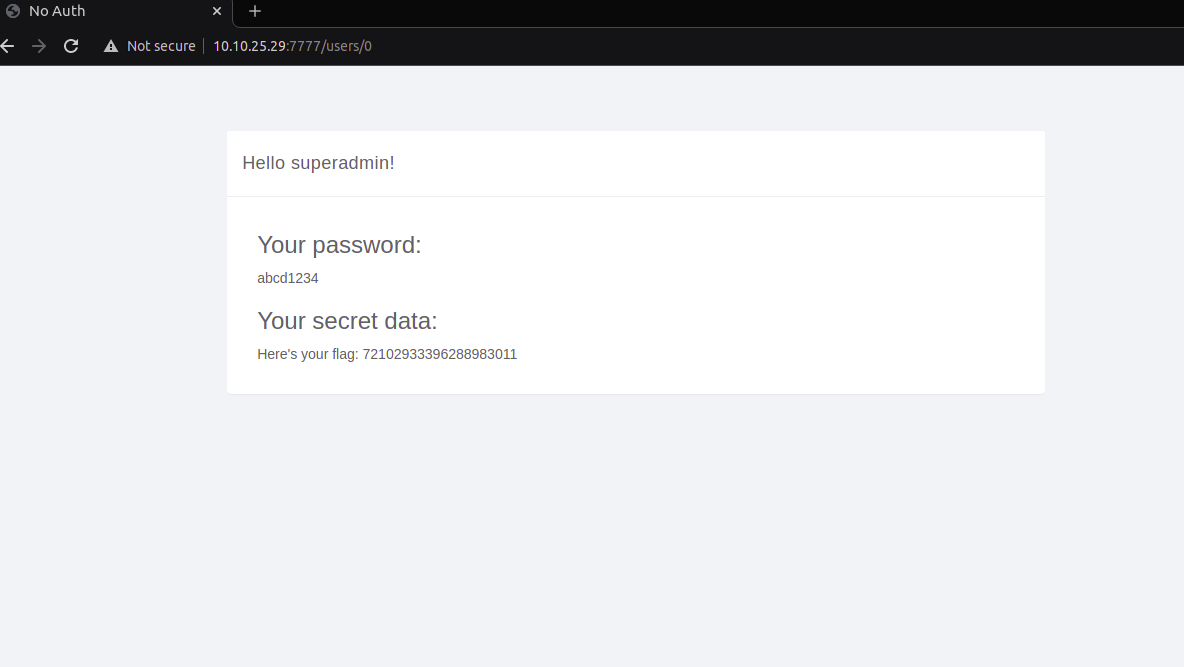 No Auth
Not secure 10.10.25.29:7777/users/0
Hello superadmin!
Your password:
abcd1234
Your secret data:
Here's your flag: 72102933396288983011